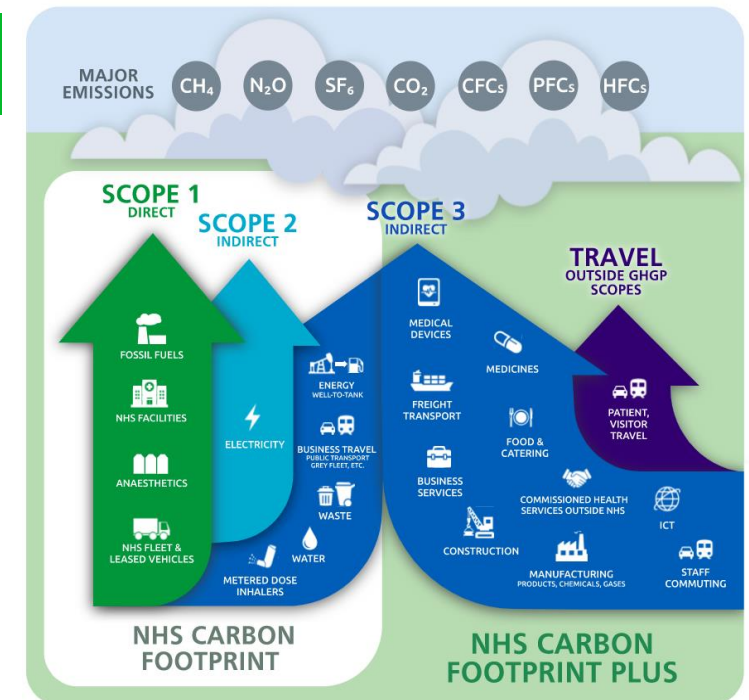 MAJOR
EMISSIONS
CH₄
N₂O
SF₆
CO₂
CFCs
PFCs
HFCs
SCOPE 1
DIRECT
SCOPE 2
INDIRECT
SCOPE 3
INDIRECT
TRAVEL
OUTSIDE GHGP
SCOPES
FOSSIL FUELS
NHS FACILITIES
ANAESTHETICS
NHS FLEET &
LEASED VEHICLES
ELECTRICITY
ENERGY
WELL-TO-TANK
BUSINESS TRAVEL
PUBLIC TRANSPORT
GREY FLEET, ETC.
WASTE
WATER
METERED DOSE
INHALERS
MEDICAL
DEVICES
MEDICINES
FREIGHT
TRANSPORT
FOOD &
CATERING
BUSINESS
SERVICES
COMMISSIONED HEALTH
SERVICES OUTSIDE NHS
CONSTRUCTION
MANUFACTURING
PRODUCTS, CHEMICALS, GASES
ICT
STAFF
COMMUTING
PATIENT,
VISITOR
TRAVEL
NHS CARBON
FOOTPRINT
NHS CARBON
FOOTPRINT PLUS